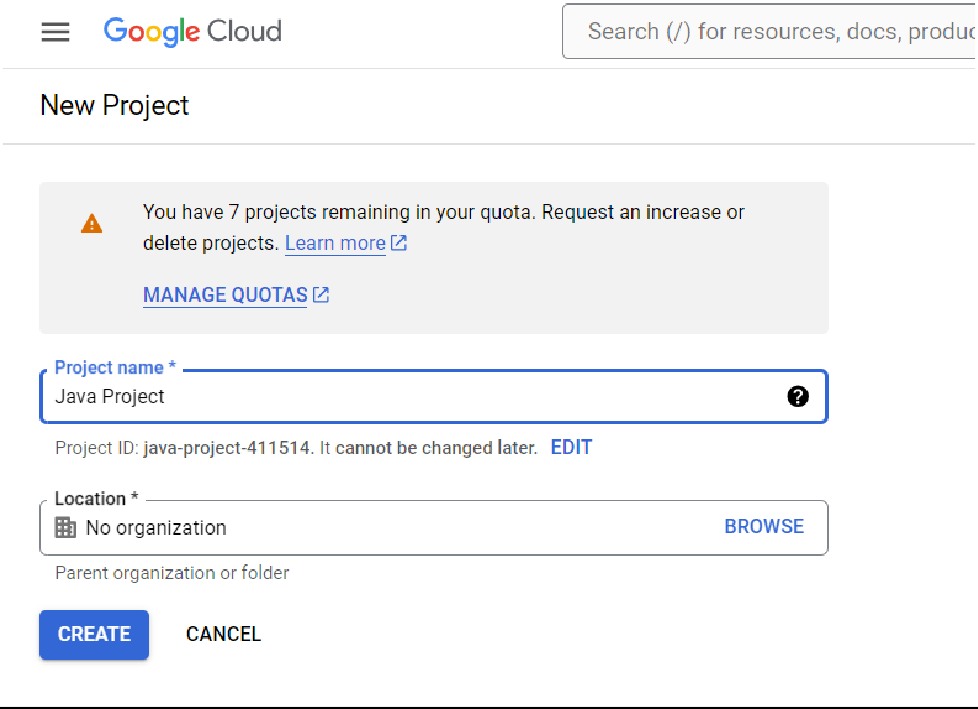 Google Cloud
Search (/) for resources, docs, produc
New Project
You have 7 projects remaining in your quota. Request an increase or
delete projects. Learn more
MANAGE QUOTAS
Project name *
Java Project
Project ID: java-project-411514. It cannot be changed later. EDIT
Location *
No organization BROWSE
Parent organization or folder
CREATE CANCEL